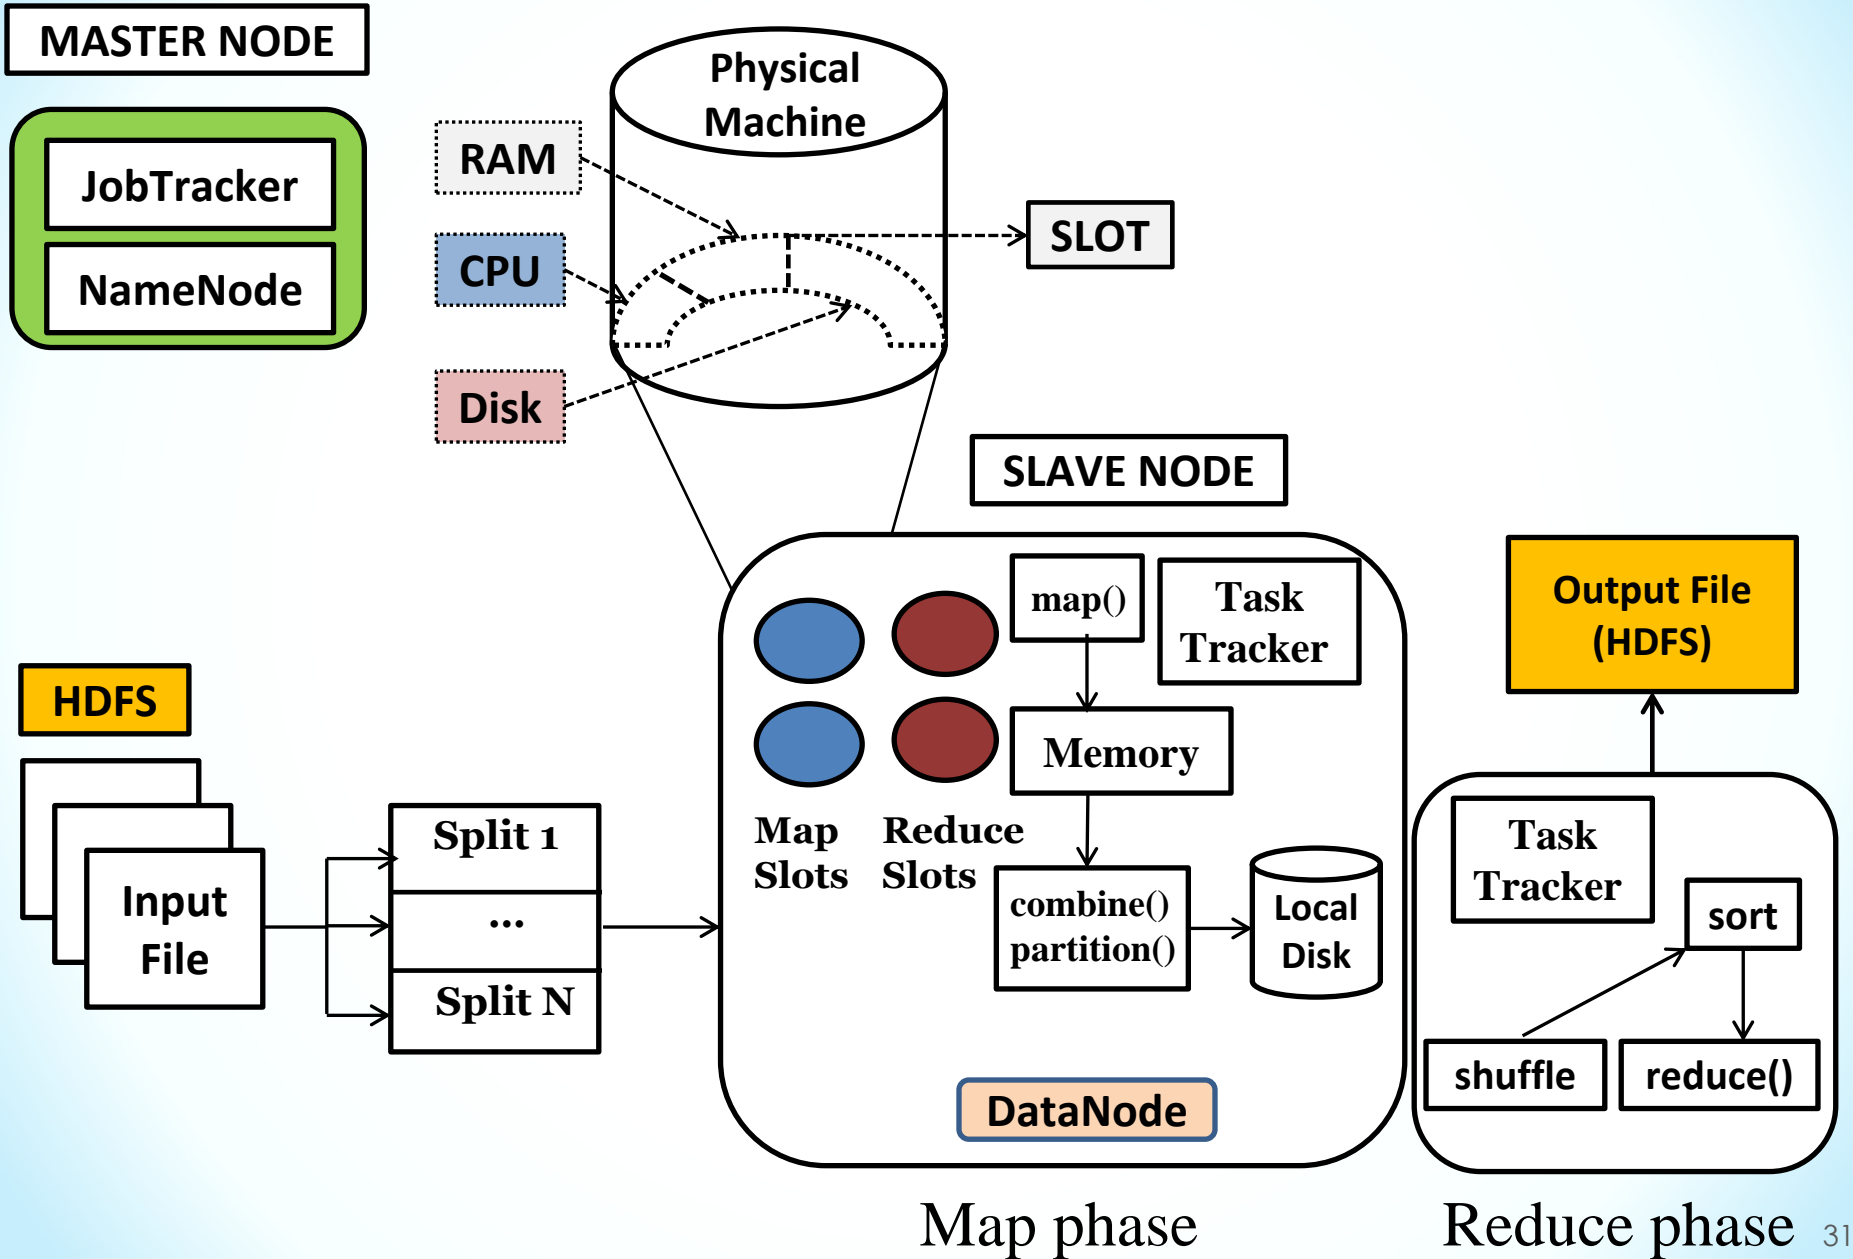 MASTER NODE
JobTracker
NameNode
Physical
Machine
RAM
CPU
Disk
SLOT
SLAVE NODE
HDFS
Input
File
Split 1
...
Split N
Map
Slots
Reduce
Slots
map()
Task
Tracker
Memory
combine()
partition()
Local
Disk
DataNode
Map phase
Output File
(HDFS)
Task
Tracker
sort
shuffle
reduce()
Reduce phase
31